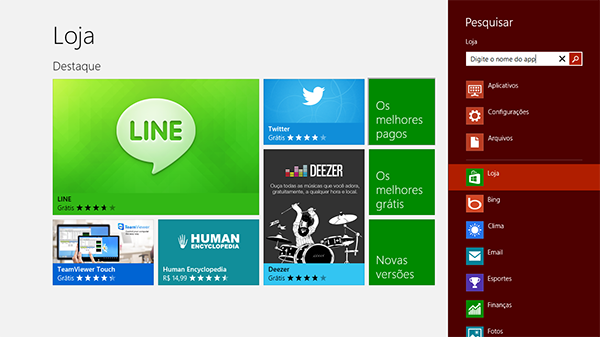 Loja
Destaque
LINE
LINE
Grátis
Twitter
Grátis
Os
melhores
pagos
DEEZER
Ouça todas as músicas que você adora,
gratuitamente, a qualquer hora e local.
Deezer
Grátis
Os
melhores
grátis
TeamViewer
TeamViewer Touch
Grátis
HUMAN
ENCYCLOPEDIA
Human Encyclopedia
R$ 14,99
Novas
versões
Pesquisar
Loja
Digite o nome do app
Aplicativos
Configurações
Arquivos
Loja
Bing
Clima
Email
Esportes
Finanças
Fotos